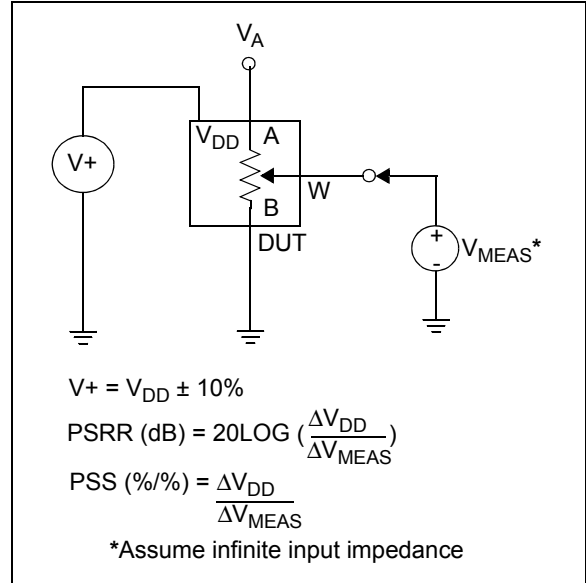 V_A
V_DD A
V+
W
B
DUT
+
-
V_MEAS*
V+ = V_DD ± 10%
PSRR (dB) = 20LOG (ΔV_DD/ΔV_MEAS)
PSS (%/%) = ΔV_DD/ΔV_MEAS
*Assume infinite input impedance